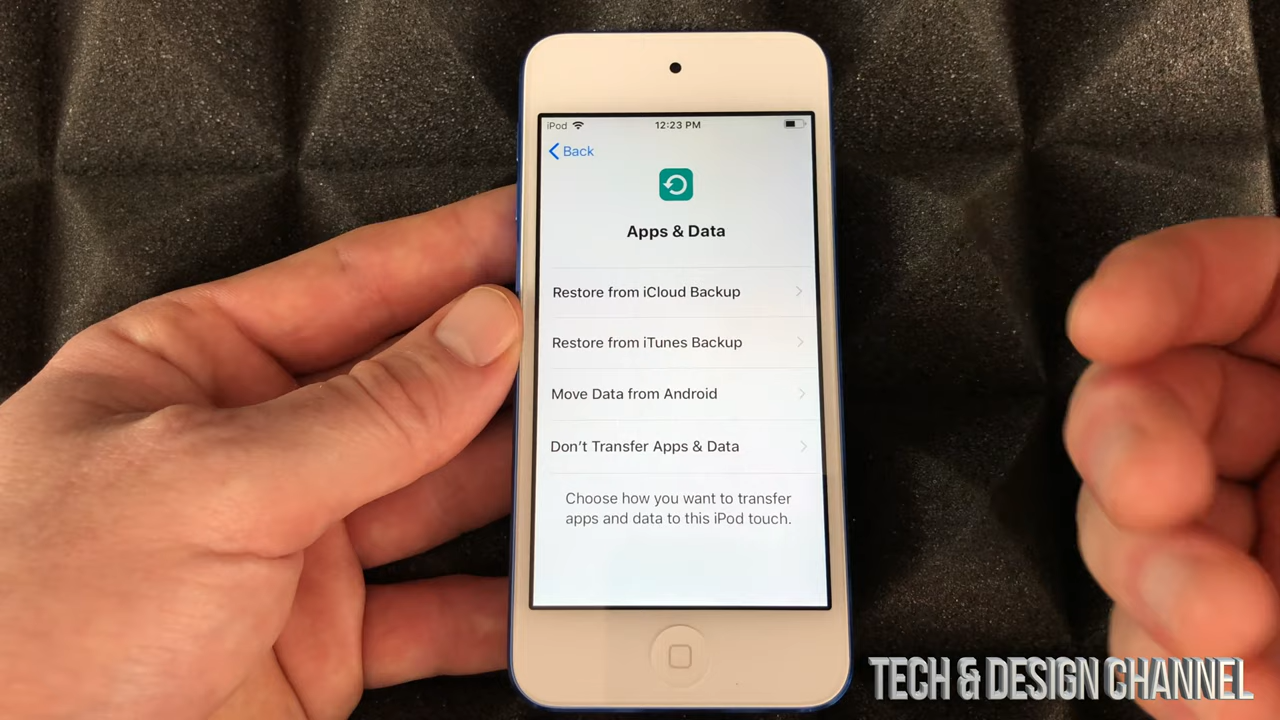 iPod 12:23 PM
Back
Apps & Data
Restore from iCloud Backup
Restore from iTunes Backup
Move Data from Android
Don't Transfer Apps & Data
Choose how you want to transfer
apps and data to this iPod touch.
TECH & DESIGN CHANNEL